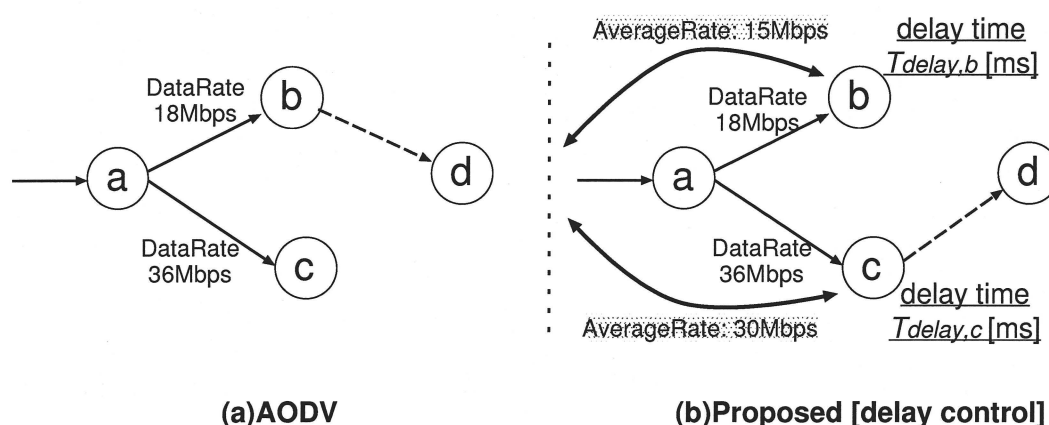 DataRate
18Mbps
b
a
d
DataRate
36Mbps
c
(a)AODV
AverageRate: 15Mbps
delay time
Tdelay,b [ms]
DataRate
18Mbps
b
a
d
DataRate
36Mbps
c
delay time
Tdelay,c [ms]
AverageRate: 30Mbps
(b)Proposed [delay control]